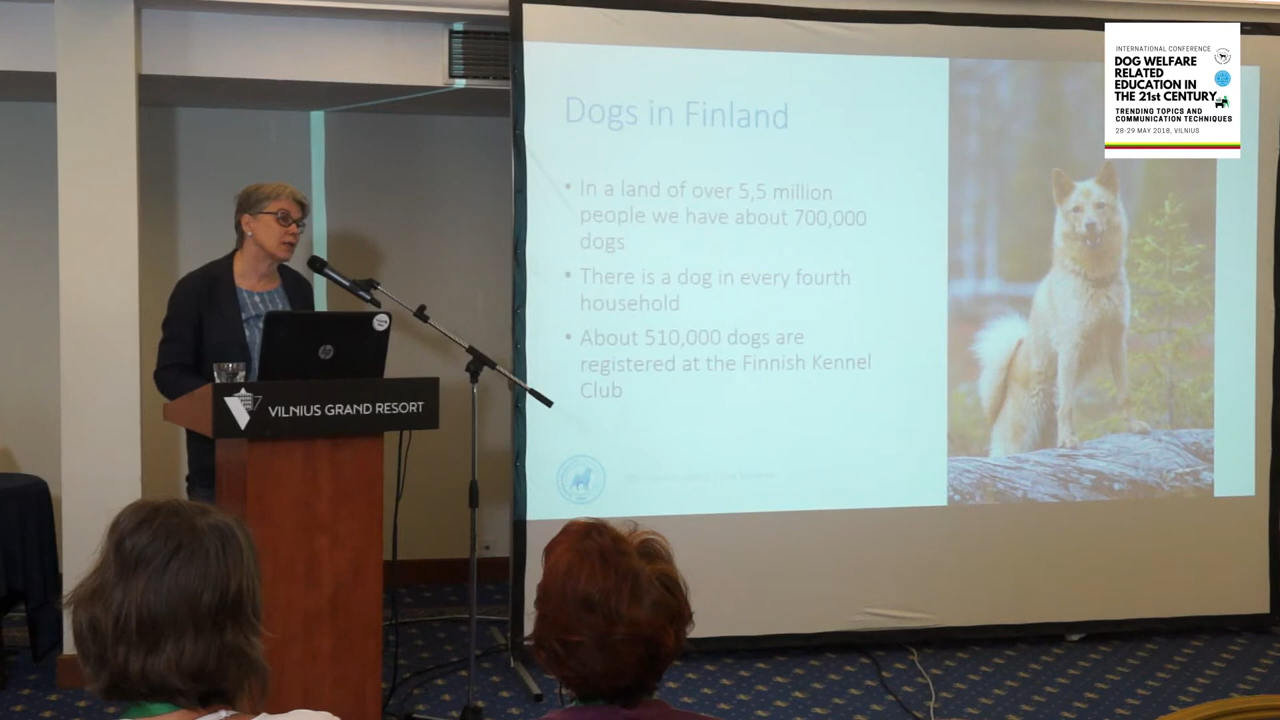 INTERNATIONAL CONFERENCE
DOG WELFARE
RELATED
EDUCATION IN
THE 21st CENTURY
TRENDING TOPICS AND
COMMUNICATION TECHNIQUES
28-29 MAY 2018, VILNIUS
Dogs in Finland
• In a land of over 5,5 million
people we have about 700,000
dogs
• There is a dog in every fourth
household
• About 510,000 dogs are
registered at the Finnish Kennel
Club
hp
VILNIUS GRAND RESORT